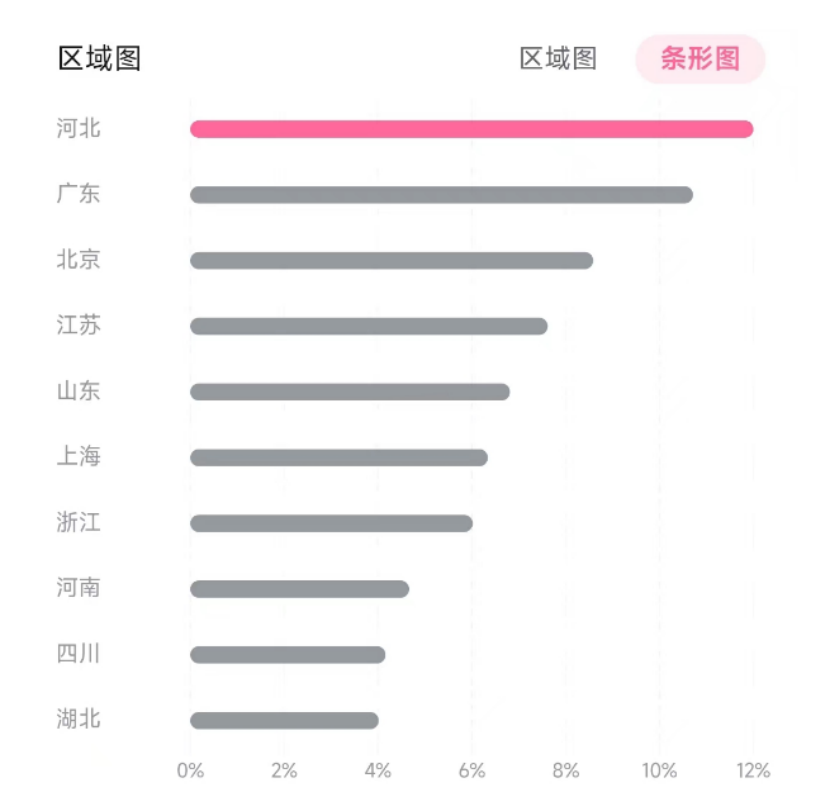 区域图 区域图 条形图
河北
广东
北京
江苏
山东
上海
浙江
河南
四川
湖北
0% 2% 4% 6% 8% 10% 12%